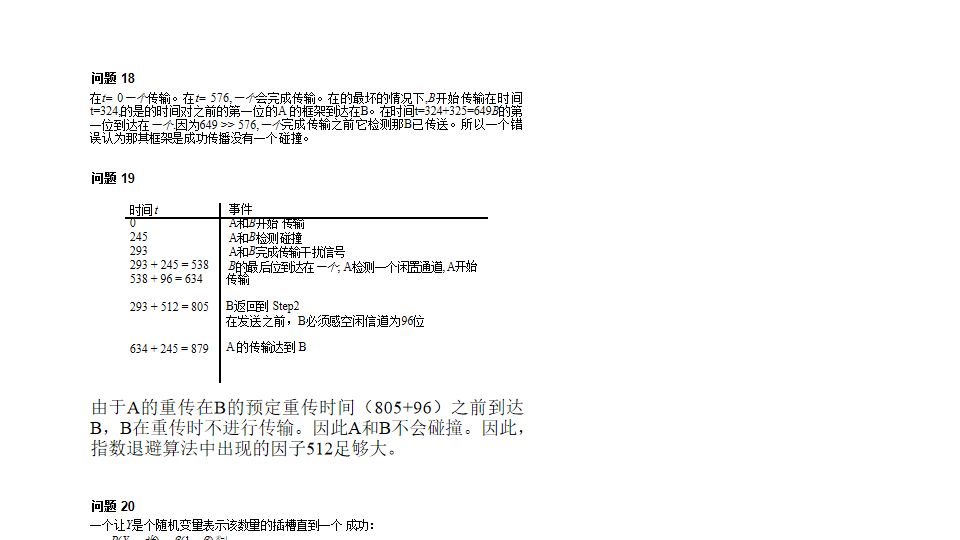 问题 18
在t= 0 一个传输。在t= 576,一个会完成传输。在的最坏的情况下,B开始传输在时间
t=324,的是的时间对之前的第一位的A 的框架到达在B。在时间t=324+325=649B的第
一位到达在一个.因为649 >> 576,一个完成传输之前它检测那B已传送。所以一个错
误认为那其框架是成功传播没有一个碰撞。
问题 19
时间 t 事件
0 A和B开始 传输
245 A和B检测 碰撞
293 A和B完成传输干扰信号
293 + 245 = 538 B的最后位到达在一个; A检测一个闲置通道, A开始
538 + 96 = 634 传输
293 + 512 = 805 B返回到 Step2
在发送之前，B必须感空闲信道为96位
634 + 245 = 879 A 的传输达到 B
由于A的重传在B的预定重传时间（805+96）之前到达
B，B在重传时不进行传输。因此A和B不会碰撞。因此，
指数退避算法中出现的因子512足够大。
问题 20
一个让Y是个随机变量表示该数量的插槽直到一个 成功: